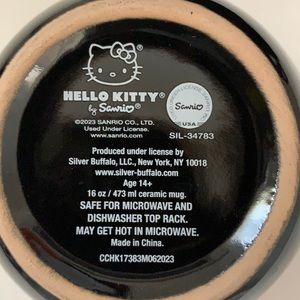 HELLO KITTY®
by Sanrio
©2023 SANRIO CO., LTD.
Used Under License.
www.sanrio.com
Sanrio
USA
SIL-34783
Produced under license by
Silver Buffalo, LLC., New York, NY 10018
www.silver-buffalo.com
Age 14+
16 oz / 473 ml ceramic mug.
SAFE FOR MICROWAVE AND
DISHWASHER TOP RACK.
MAY GET HOT IN MICROWAVE.
Made in China.
CCHK17383M062023